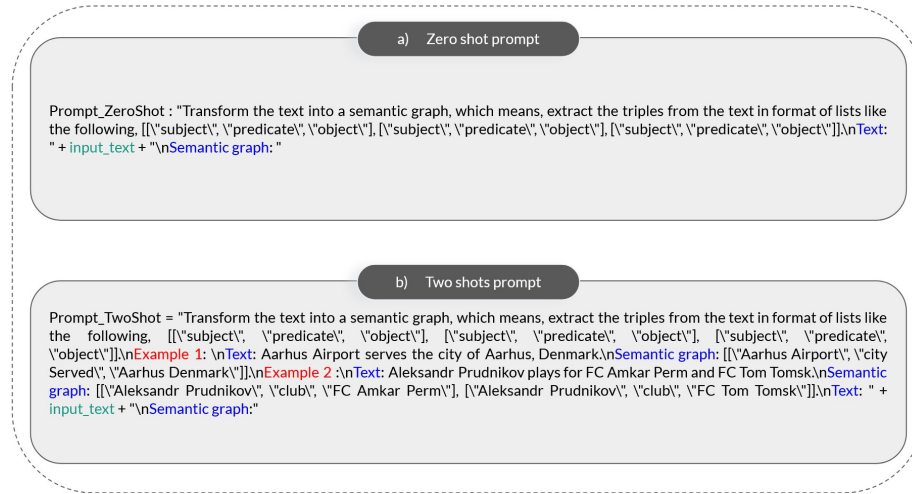 a) Zero shot prompt
Prompt_ZeroShot : "Transform the text into a semantic graph, which means, extract the triples from the text in format of lists like
the following, [[\"subject\", \"predicate\", \"object\"], [\"subject\", \"predicate\", \"object\"], [\"subject\", \"predicate\", \"object\"]].\nText:
" + input_text + "\nSemantic graph: "
b) Two shots prompt
Prompt_TwoShot = "Transform the text into a semantic graph, which means, extract the triples from the text in format of lists like
the following, [[\"subject\", \"predicate\", \"object\"], [\"subject\", \"predicate\", \"object\"], [\"subject\", \"predicate\",
\"object\"]].\nExample 1: \nText: Aarhus Airport serves the city of Aarhus, Denmark.\nSemantic graph: [[\"Aarhus Airport\", \"city
Served\", \"Aarhus Denmark\"]].\nExample 2 :\nText: Aleksandr Prudnikov plays for FC Amkar Perm and FC Tom Tomsk.\nSemantic
graph: [[\"Aleksandr Prudnikov\", \"club\", \"FC Amkar Perm\"], [\"Aleksandr Prudnikov\", \"club\", \"FC Tom Tomsk\"]].\nText: " +
input_text + "\nSemantic graph:"